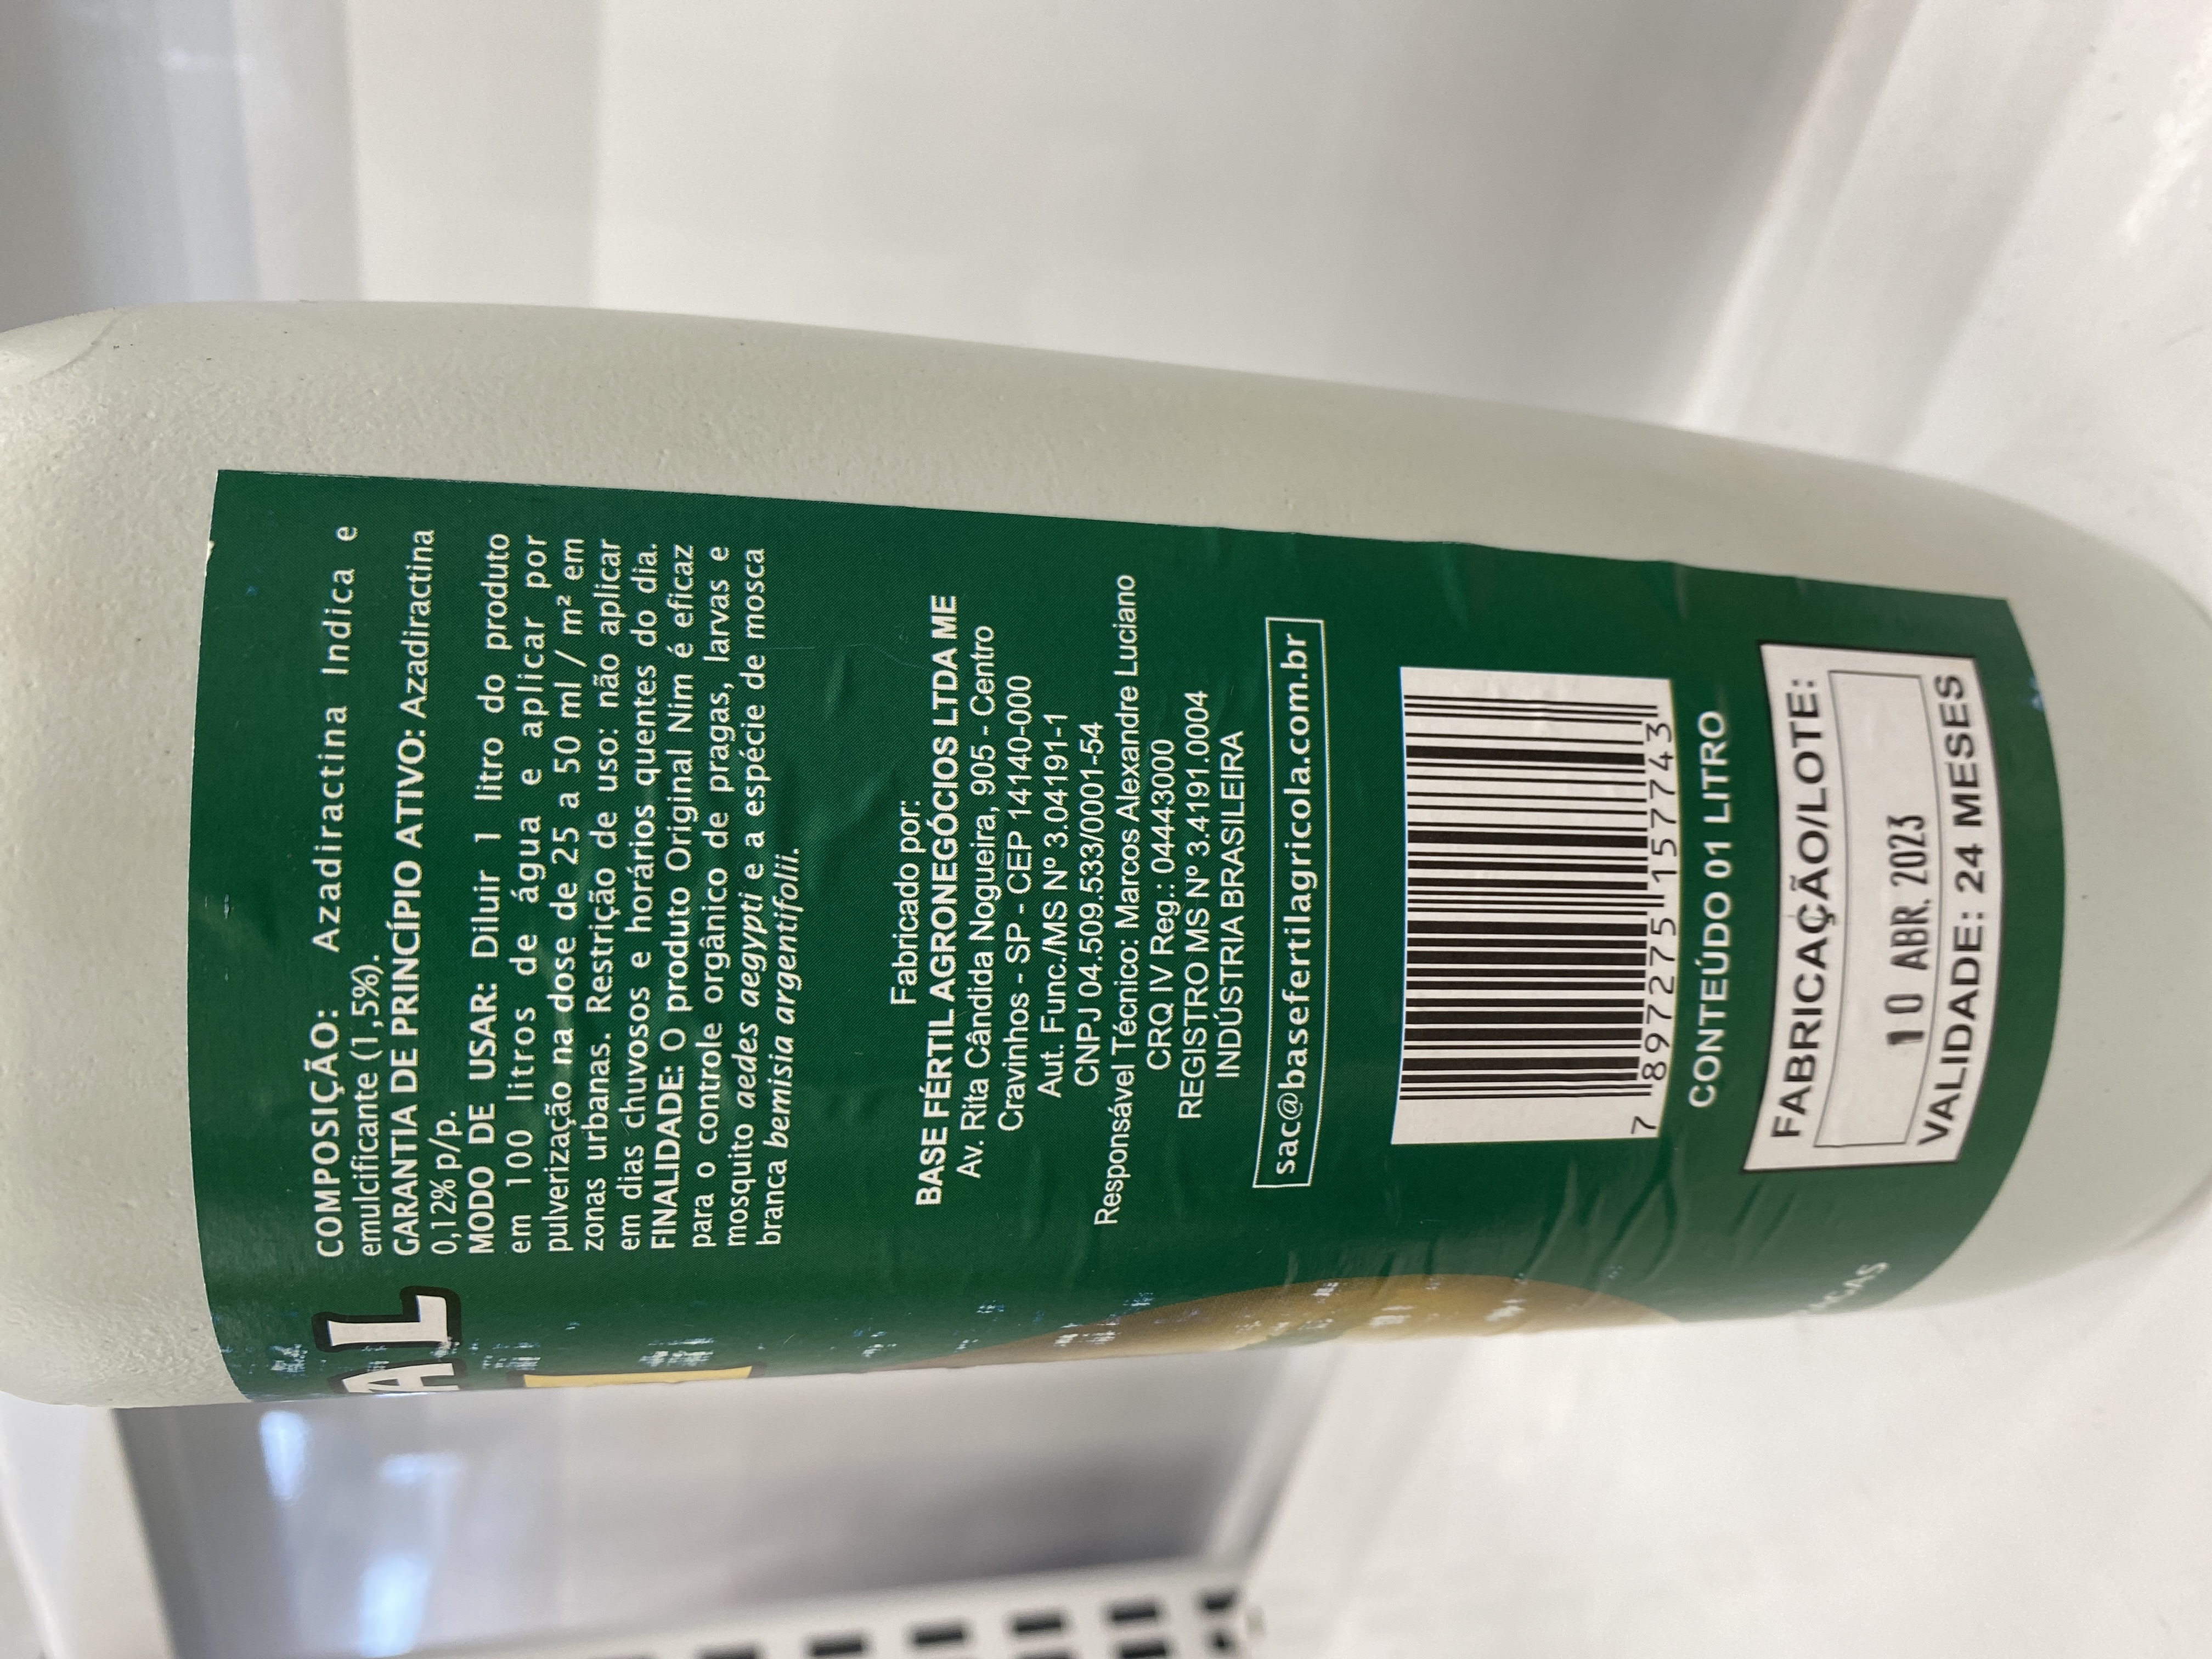 COMPOSIÇÃO: Azadiractina Indica e
emulcificante (1,5%).
GARANTIA DE PRINCÍPIO ATIVO: Azadiractina
0,12% p/p.
MODO DE USAR: Diluir 1 litro do produto
em 100 litros de água e aplicar por
pulverização na dose de 25 a 50 ml / m² em
zonas urbanas. Restrição de uso: não aplicar
em dias chuvosos e horários quentes do dia.
FINALIDADE: O produto Original Nim é eficaz
para o controle orgânico de pragas, larvas e
mosquito aedes aegypti e a espécie de mosca
branca bemisia argentifolii.
Fabricado por:
BASE FÉRTIL AGRONEGÓCIOS LTDA ME
Av. Rita Cândida Nogueira, 905 - Centro
Cravinhos - SP - CEP 14140-000
Aut. Func./MS Nº 3.04191-1
CNPJ 04.509.533/0001-54
Responsável Técnico: Marcos Alexandre Luciano
CRQ IV Reg.: 04443000
REGISTRO MS Nº 3.4191.0004
INDÚSTRIA BRASILEIRA
sac@basefertilagricola.com.br
7 897275 157743
CONTEÚDO 01 LITRO
FABRICAÇÃO/LOTE:
10 ABR. 2023
VALIDADE: 24 MESES